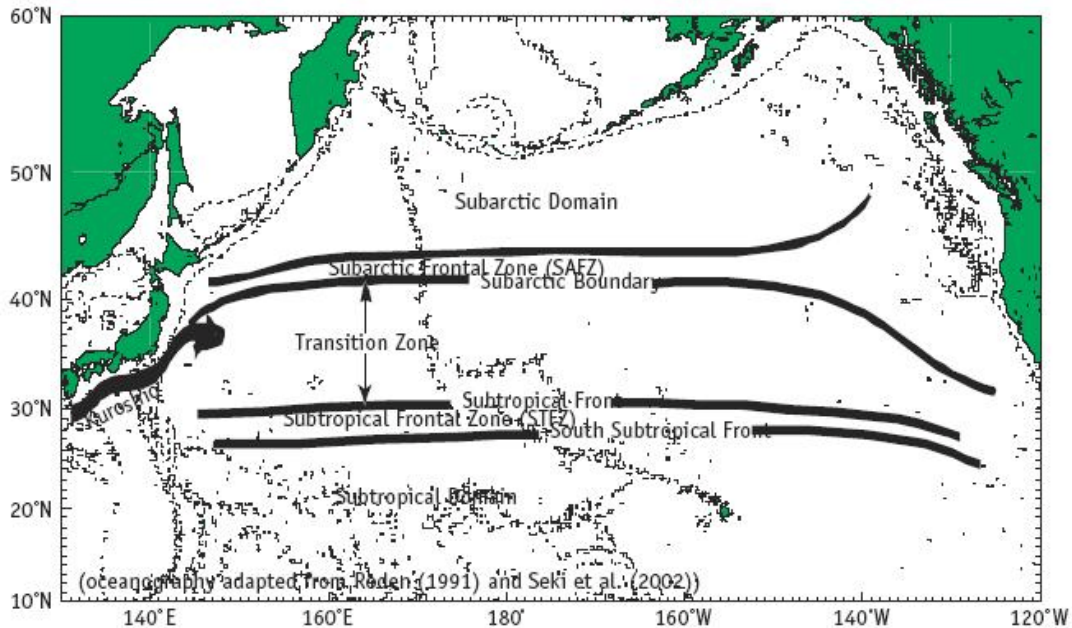 60°N
50°N
40°N
30°N
20°N
10°N
Subarctic Domain
Subarctic Frontal Zone (SAFZ)
Subarctic Boundary
Transition Zone
Kuroshio
Subtropical Front
Subtropical Frontal Zone (STFZ)
South Subtropical Front
Subtropical Domain
(oceanography adapted from Roden (1991) and Seki et al. (2002))
140°E
160°E
180°
160°W
140°W
120°W